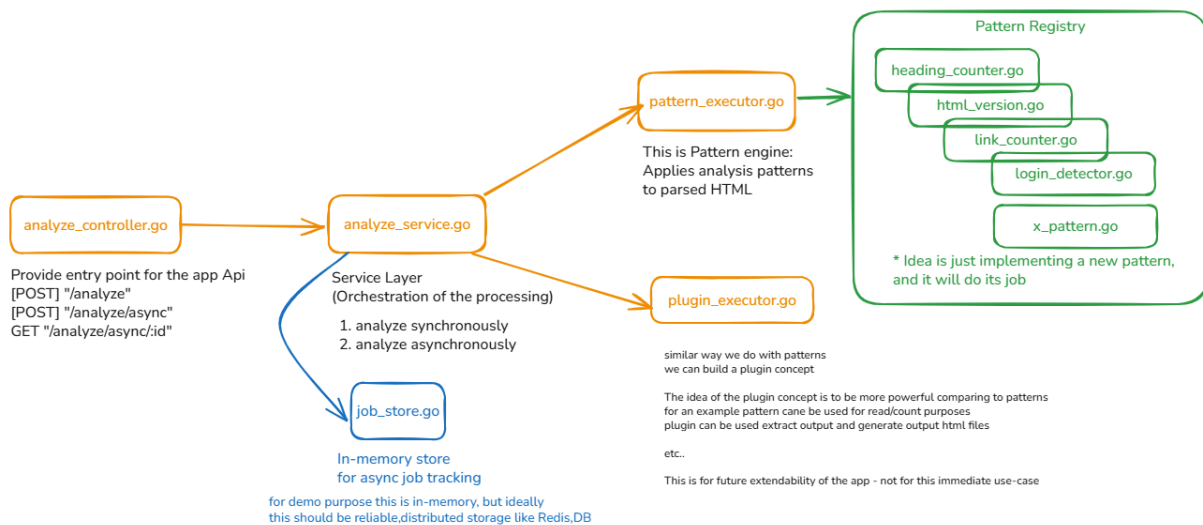 analyze_controller.go
Provide entry point for the app Api
[POST] "/analyze"
[POST] "/analyze/async"
GET "/analyze/async/:id"
analyze_service.go
Service Layer
(Orchestration of the processing)
1. analyze synchronously
2. analyze asynchronously
job_store.go
In-memory store
for async job tracking
for demo purpose this is in-memory, but ideally
this should be reliable,distributed storage like Redis,DB
pattern_executor.go
This is Pattern engine:
Applies analysis patterns
to parsed HTML
plugin_executor.go
similar way we do with patterns
we can build a plugin concept
The idea of the plugin concept is to be more powerful comparing to patterns
for an example pattern cane be used for read/count purposes
plugin can be used extract output and generate output html files
etc..
This is for future extendability of the app - not for this immediate use-case
Pattern Registry
heading_counter.go
html_version.go
link_counter.go
login_detector.go
x_pattern.go
* Idea is just implementing a new pattern,
and it will do its job